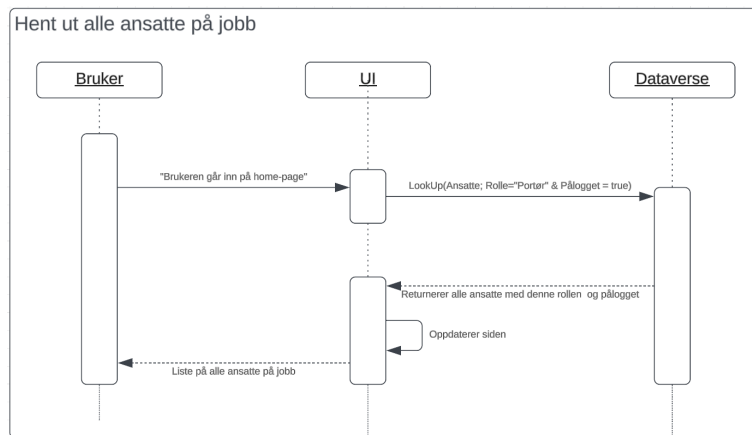 Hent ut alle ansatte på jobb
Bruker
UI
Dataverse
"Brukeren går inn på home-page"
LookUp(Ansatte; Rolle="Portør" & Pålogget = true)
Returnerer alle ansatte med denne rollen  og pålogget
Oppdaterer siden
Liste på alle ansatte på jobb